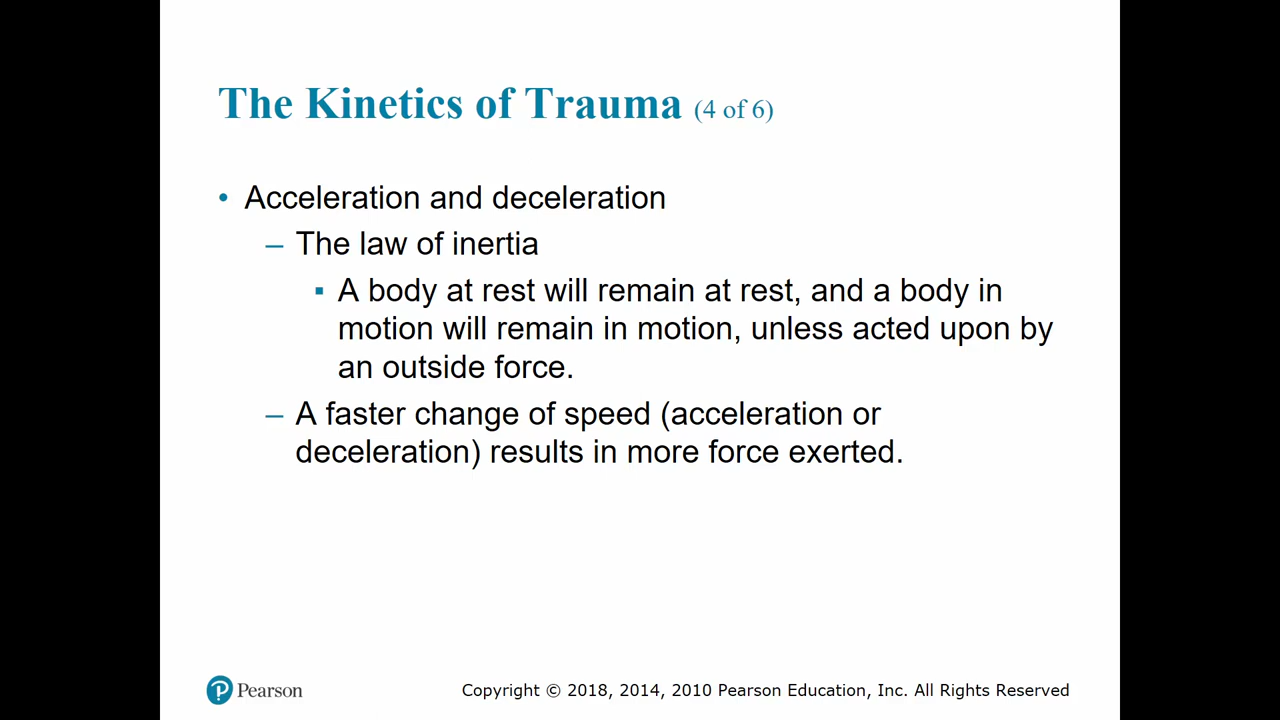 The Kinetics of Trauma (4 of 6)
• Acceleration and deceleration
– The law of inertia
▪ A body at rest will remain at rest, and a body in
motion will remain in motion, unless acted upon by
an outside force.
– A faster change of speed (acceleration or
deceleration) results in more force exerted.
P Pearson
Copyright © 2018, 2014, 2010 Pearson Education, Inc. All Rights Reserved